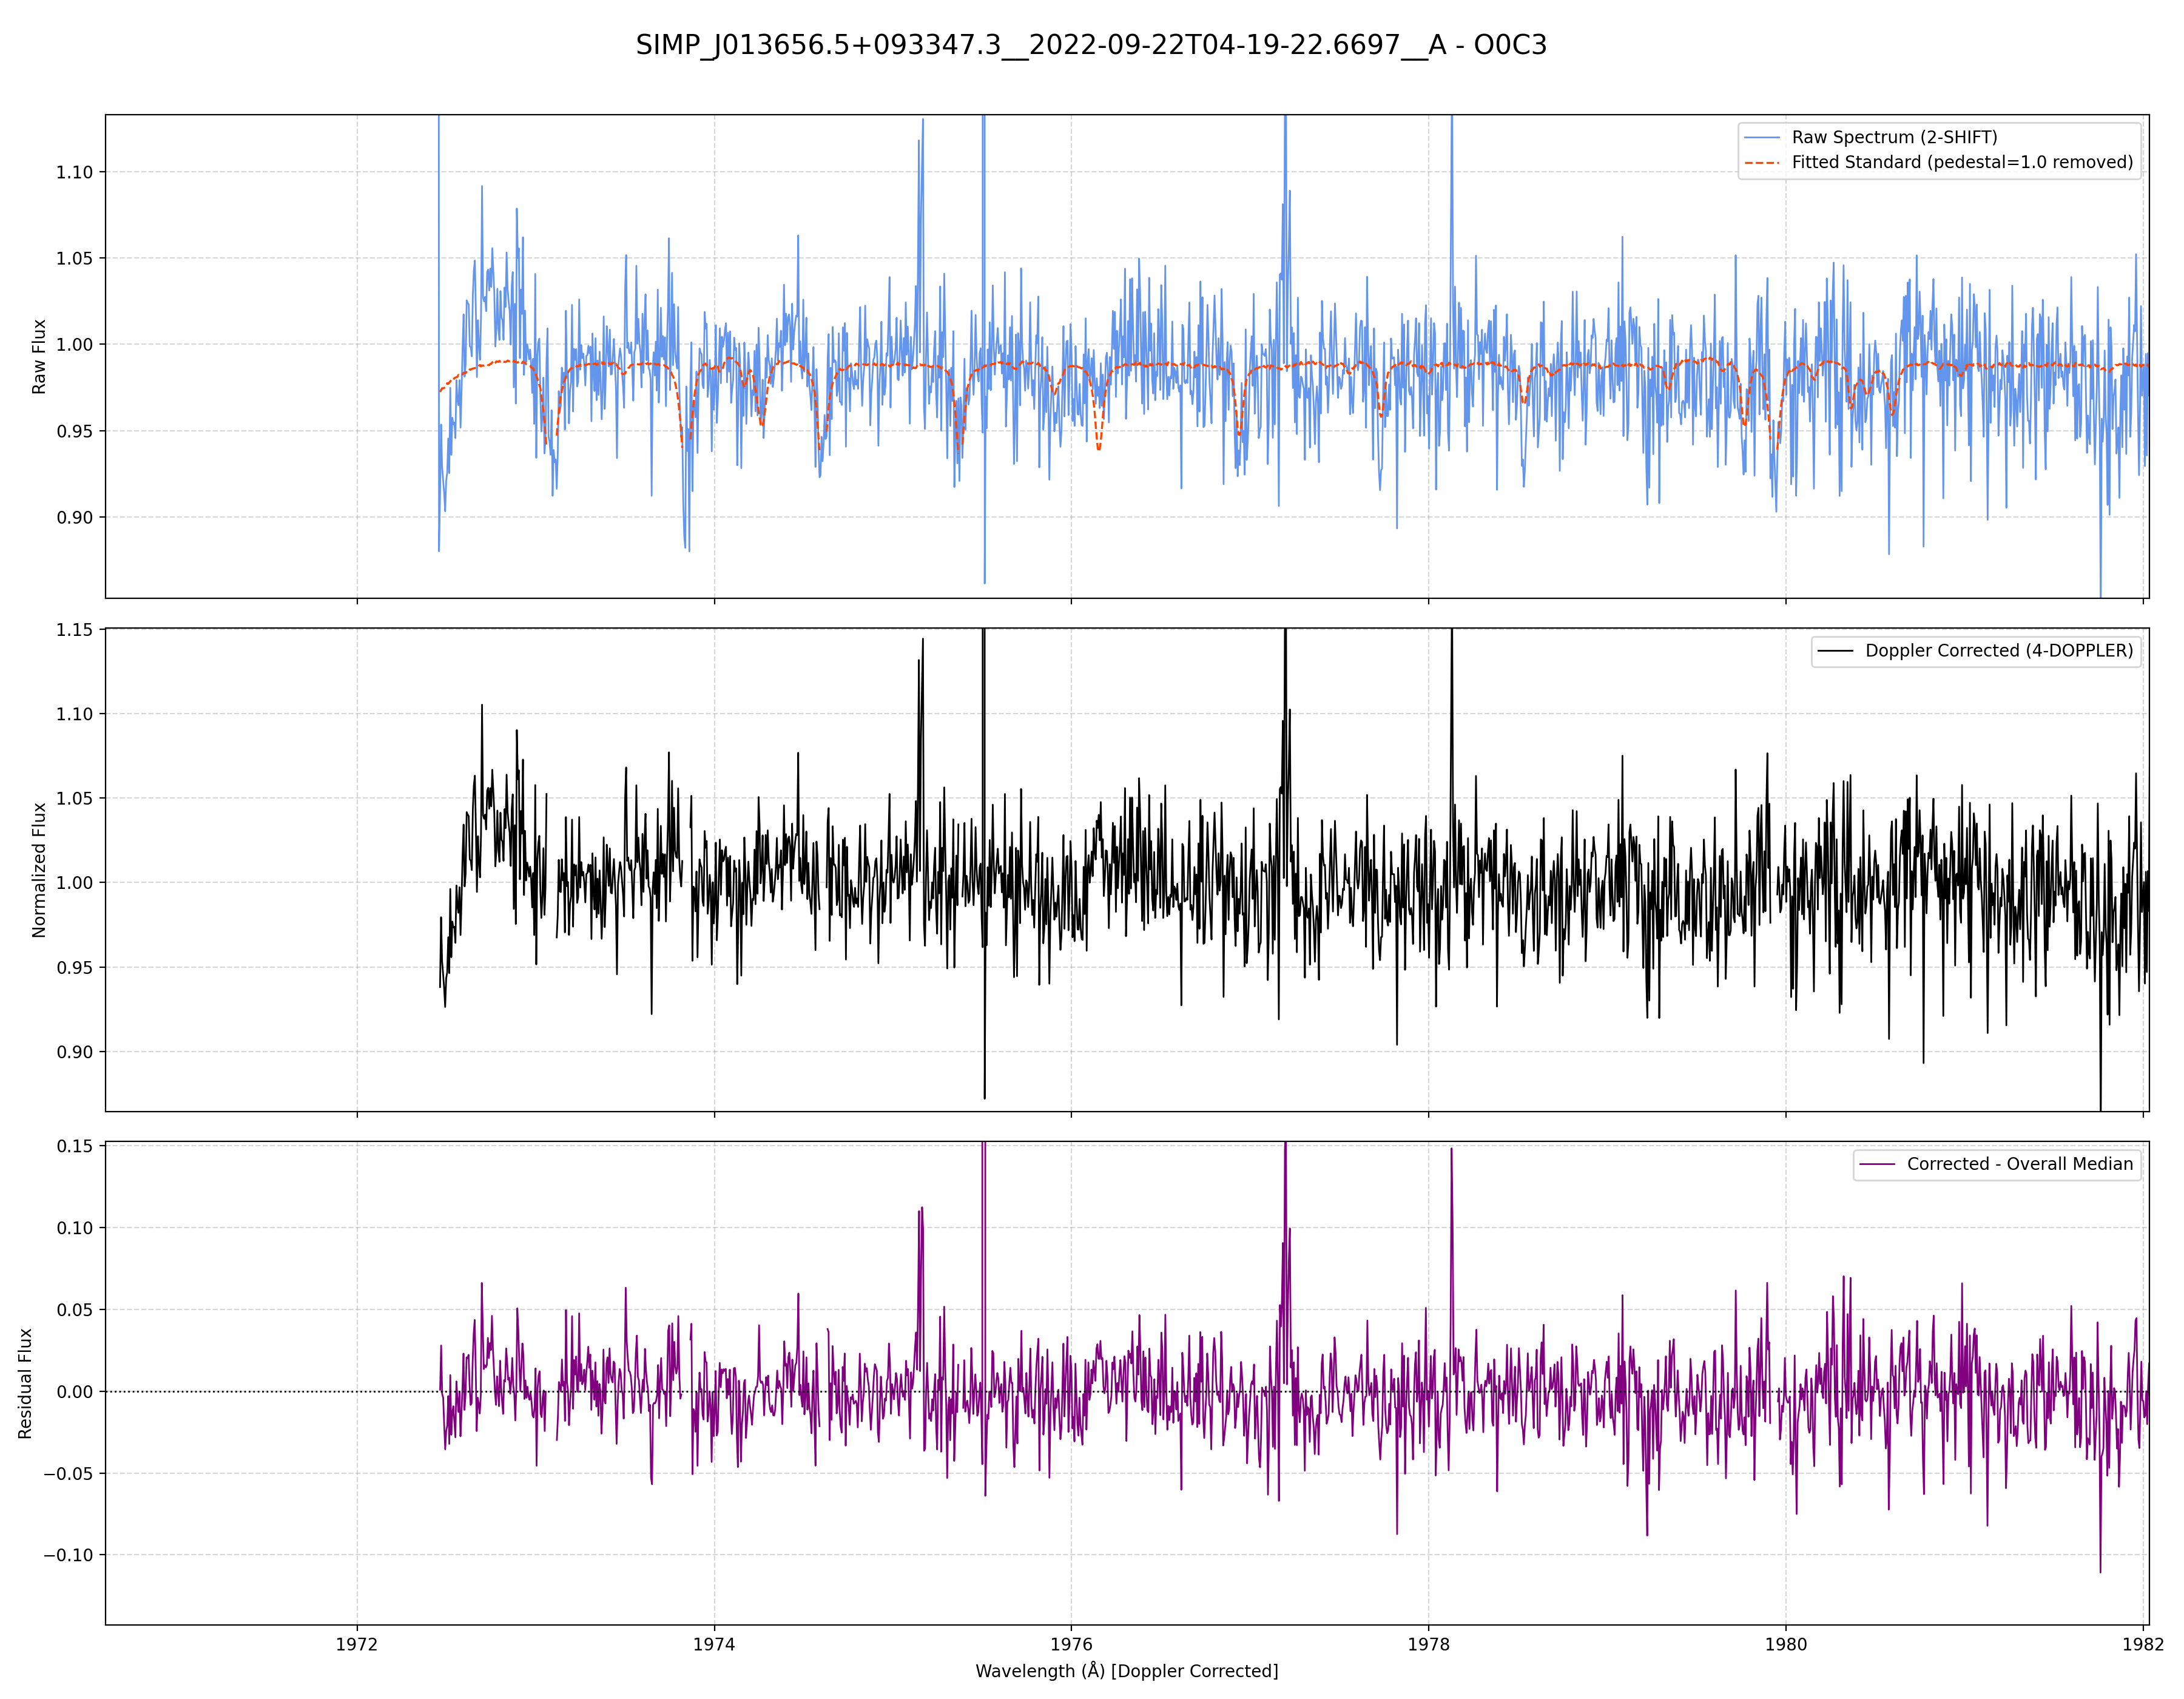 SIMP_J013656.5+093347.3__2022-09-22T04-19-22.6697__A - O0C3
Raw Flux
1.10
1.05
1.00
0.95
0.90
Raw Spectrum (2-SHIFT)
Fitted Standard (pedestal=1.0 removed)
Normalized Flux
1.15
1.10
1.05
1.00
0.95
0.90
Doppler Corrected (4-DOPPLER)
Residual Flux
0.15
0.10
0.05
0.00
−0.05
−0.10
Corrected - Overall Median
1972
1974
1976
1978
1980
1982
Wavelength (Å) [Doppler Corrected]